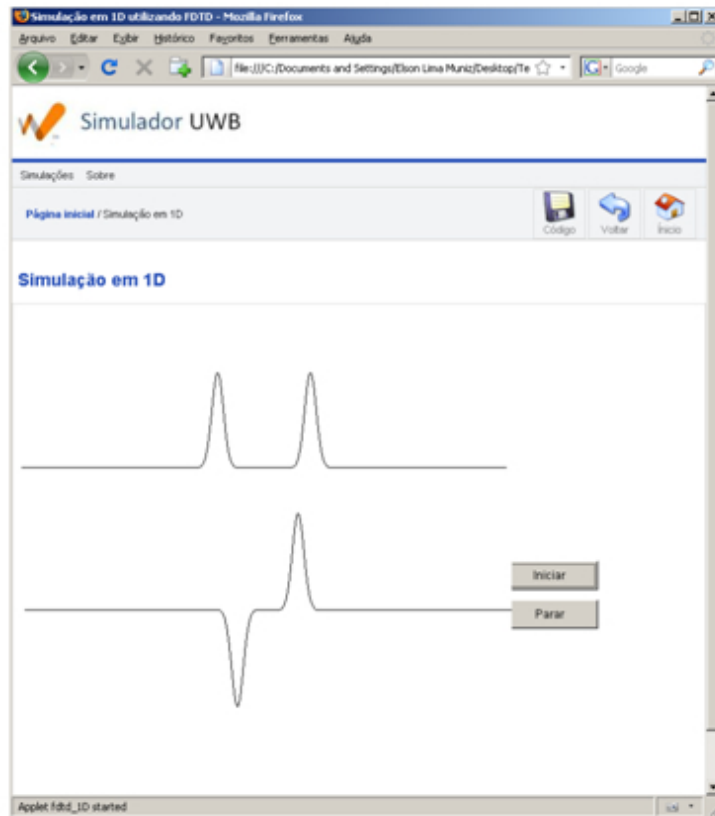 Simulação em 1D utilizando FDTD - Mozilla Firefox
Arquivo Editar Exibir Histórico Favoritos Ferramentas Ajuda
file:///C:/Documents and Settings/Elson Lima Muniz/Desktop/Te Google
Simulador UWB
Simulações Sobre
Página inicial / Simulação em 1D
Código Voltar Ínicio
Simulação em 1D
Iniciar
Parar
Applet fdtd_1D started